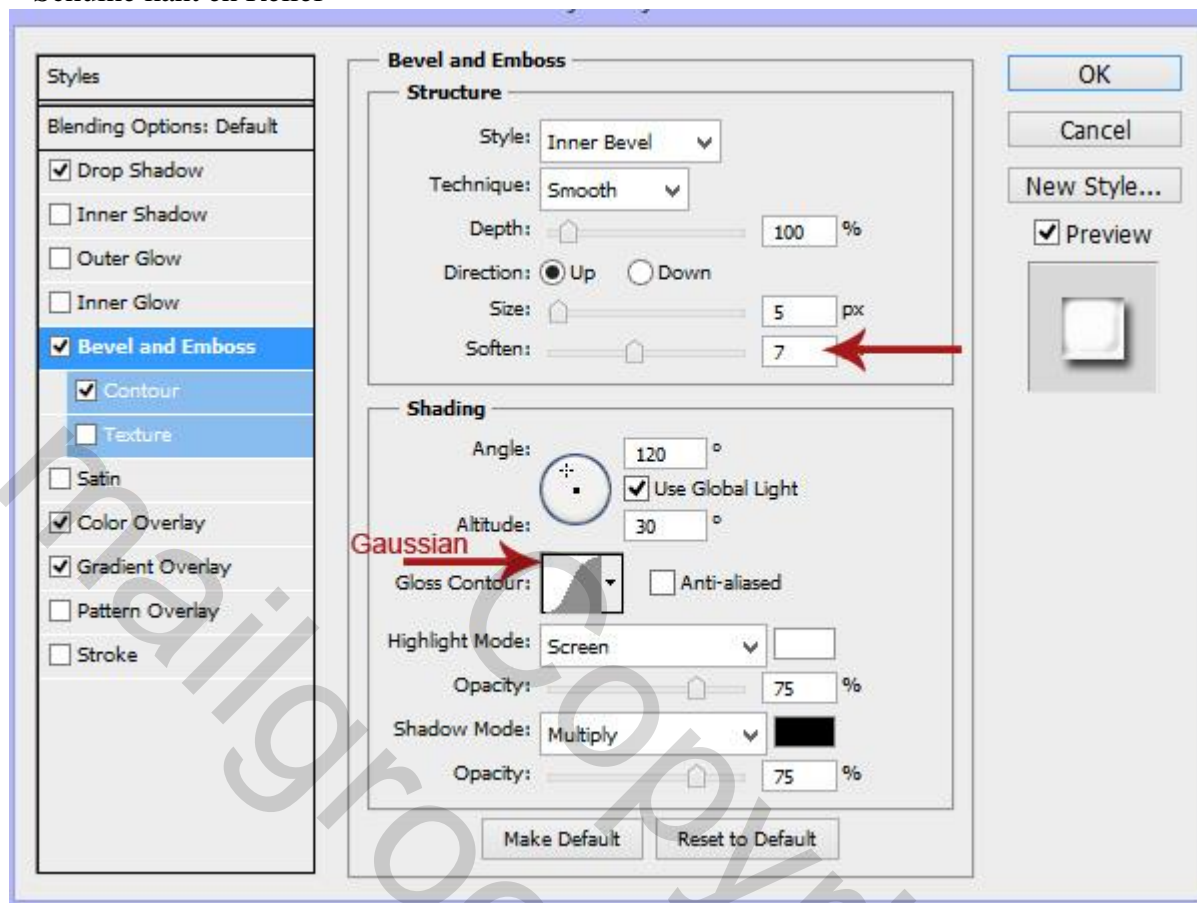 Styles
Blending Options: Default
Drop Shadow
Inner Shadow
Outer Glow
Inner Glow
Bevel and Emboss
Contour
Texture
Satin
Color Overlay
Gradient Overlay
Pattern Overlay
Stroke
Bevel and Emboss
Structure
Style: Inner Bevel
Technique: Smooth
Depth: 100 %
Direction: Up Down
Size: 5 px
Soften: 7
Shading
Angle: 120 °
Use Global Light
Altitude: 30 °
Gaussian
Gloss Contour: Anti-aliased
Highlight Mode: Screen
Opacity: 75 %
Shadow Mode: Multiply
Opacity: 75 %
Make Default Reset to Default
OK
Cancel
New Style...
Preview